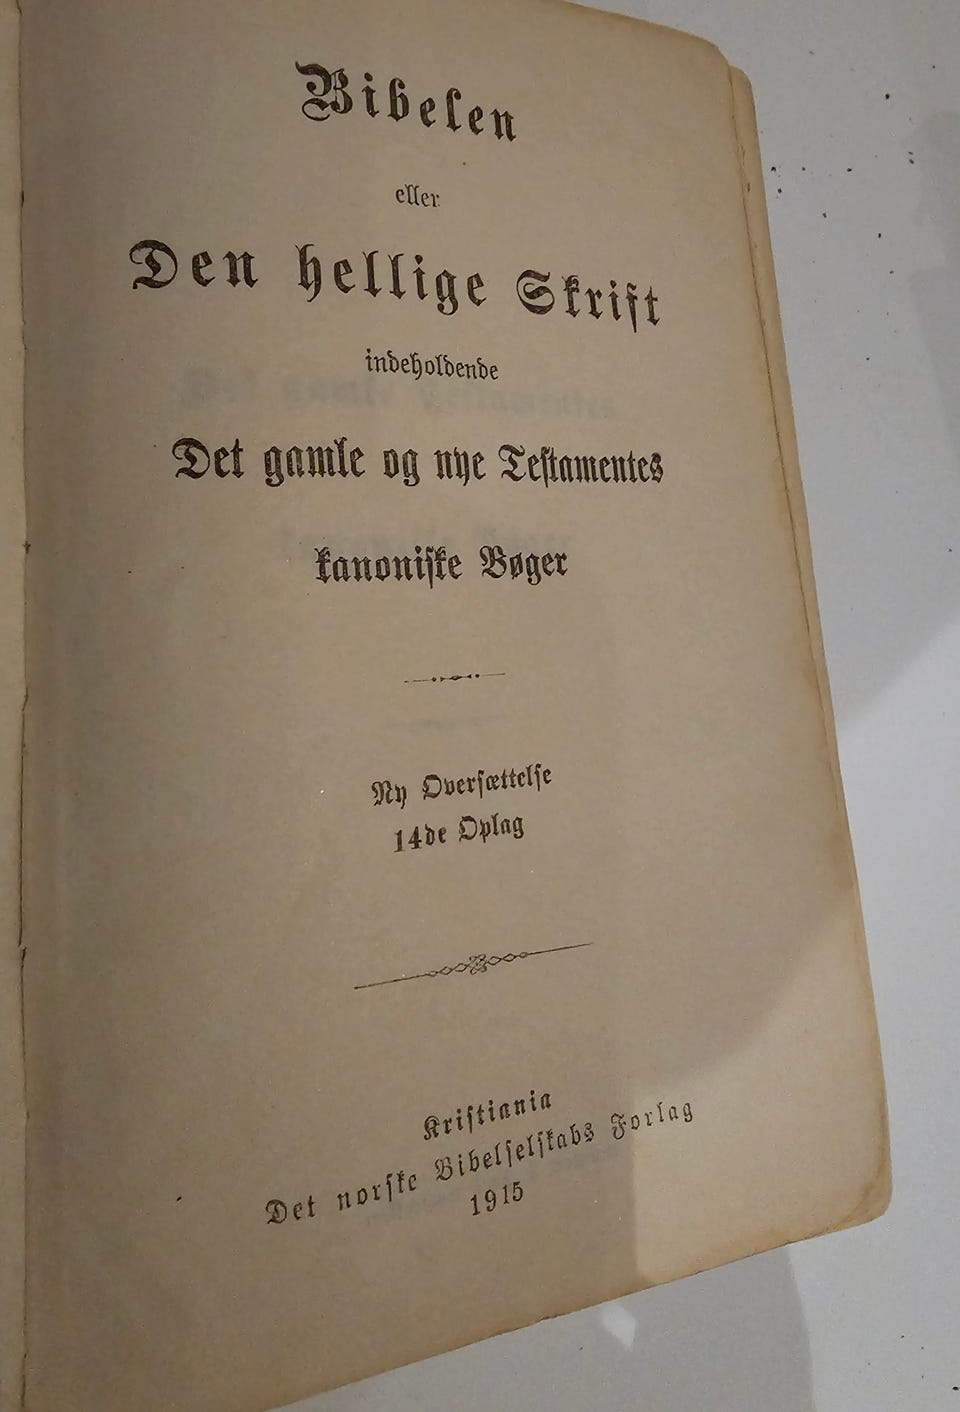 Bibelen
eller
Den hellige Skrift
indeholdende
Det gamle og nye Testamentes
kanoniske Bøger
Ny Oversættelse
14de Oplag
Kristiania
Det norske Bibelselskabs Forlag
1915